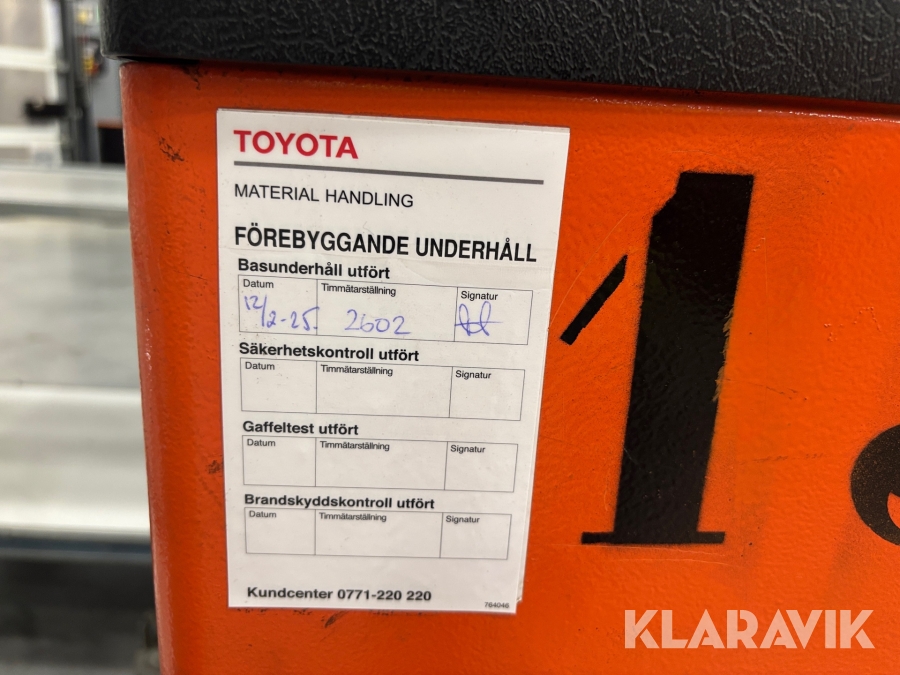 TOYOTA
MATERIAL HANDLING
FÖREBYGGANDE UNDERHÅLL
Basunderhåll utfört
Datum Timmätarställning Signatur
12/2-25. 2602
Säkerhetskontroll utfört
Datum Timmätarställning Signatur
Gaffeltest utfört
Datum Timmätarställning Signatur
Brandskyddskontroll utfört
Datum Timmätarställning Signatur
Kundcenter 0771-220 220
764046
1
KLARAVIK